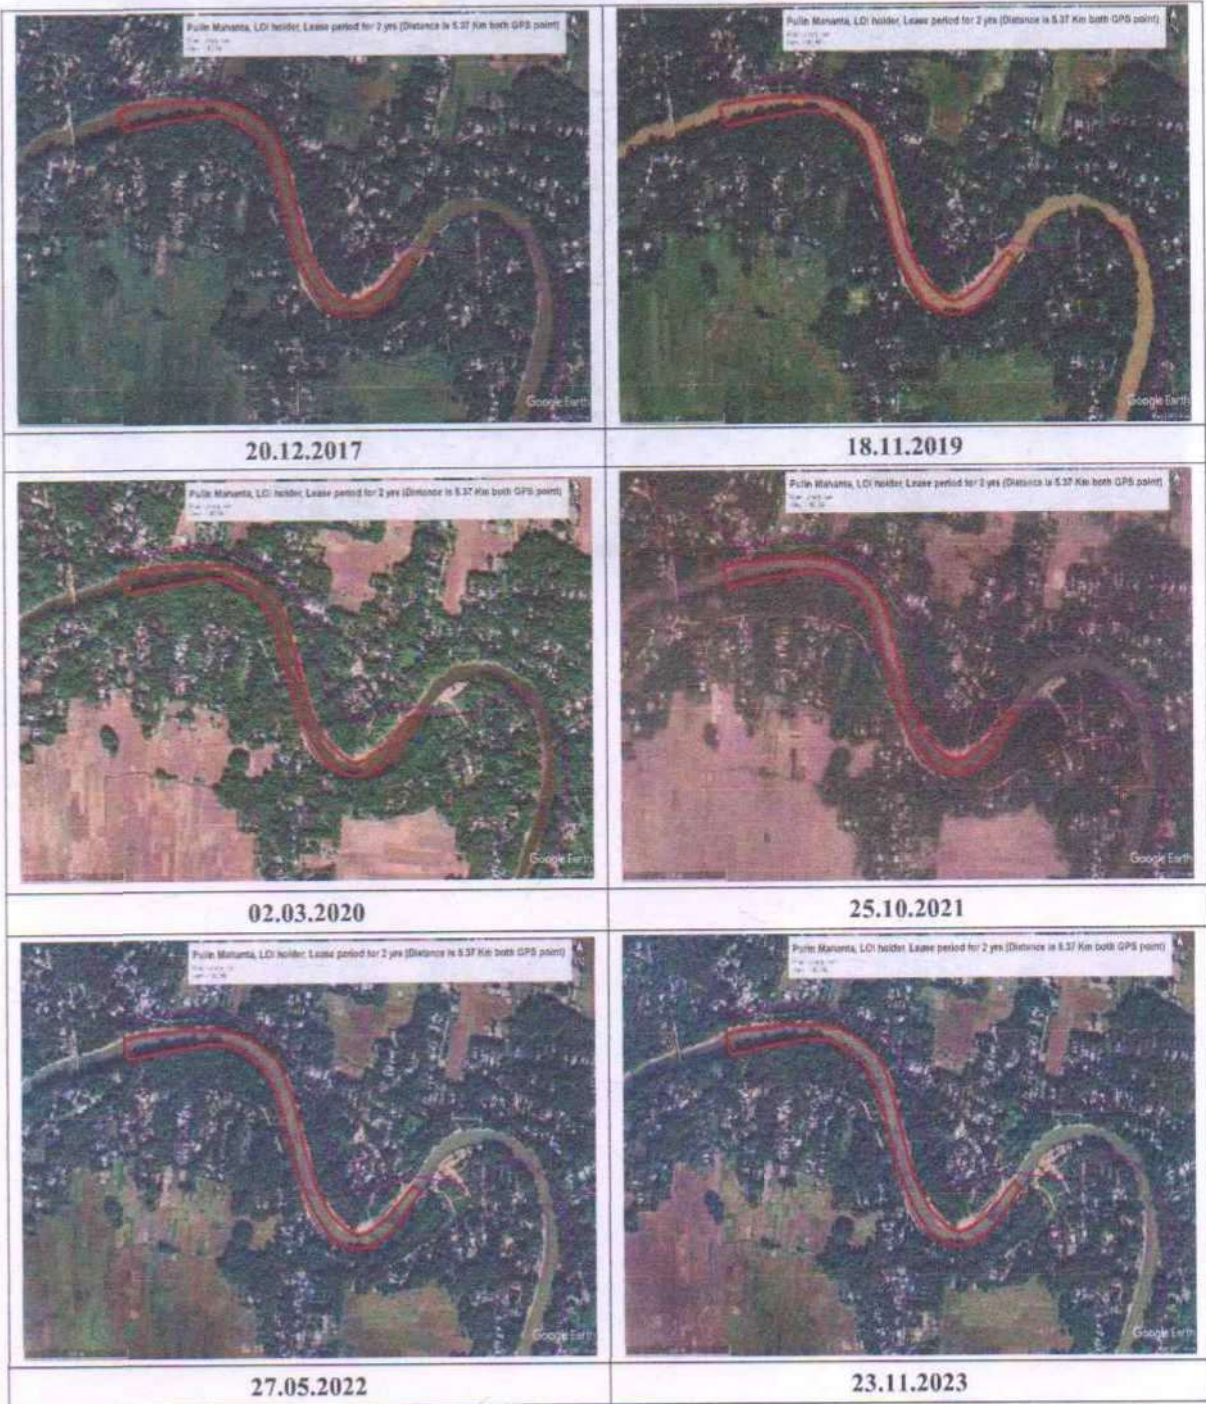 Pulin Mahanta, LOI holder, Lease period for 2 yrs (Distance is 5.37 Km both GPS point)
Google Earth
20.12.2017
Pulin Mahanta, LOI holder, Lease period for 2 yrs (Distance is 5.37 Km both GPS point)
Google Earth
18.11.2019
Pulin Mahanta, LOI holder, Lease period for 2 yrs (Distance is 5.37 Km both GPS point)
Google Earth
02.03.2020
Pulin Mahanta, LOI holder, Lease period for 2 yrs (Distance is 5.37 Km both GPS point)
Google Earth
25.10.2021
Pulin Mahanta, LOI holder, Lease period for 2 yrs (Distance is 5.37 Km both GPS point)
Google Earth
27.05.2022
Pulin Mahanta, LOI holder, Lease period for 2 yrs (Distance is 5.37 Km both GPS point)
Google Earth
23.11.2023